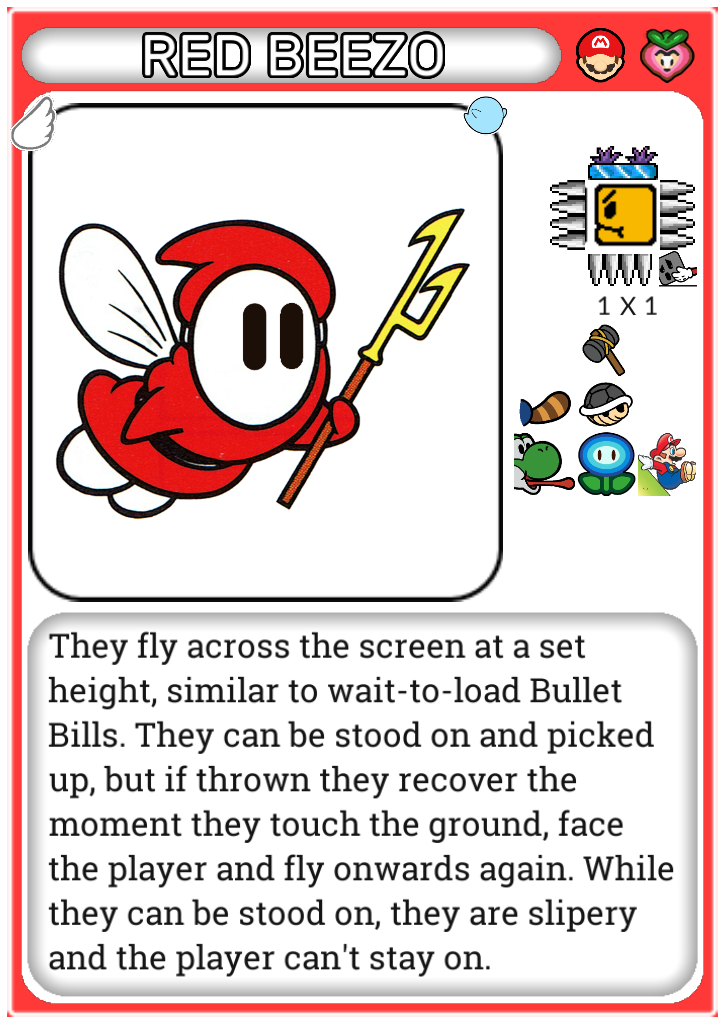 RED BEEZO
1 X 1
They fly across the screen at a set
height, similar to wait-to-load Bullet
Bills. They can be stood on and picked
up, but if thrown they recover the
moment they touch the ground, face
the player and fly onwards again. While
they can be stood on, they are slipery
and the player can't stay on.